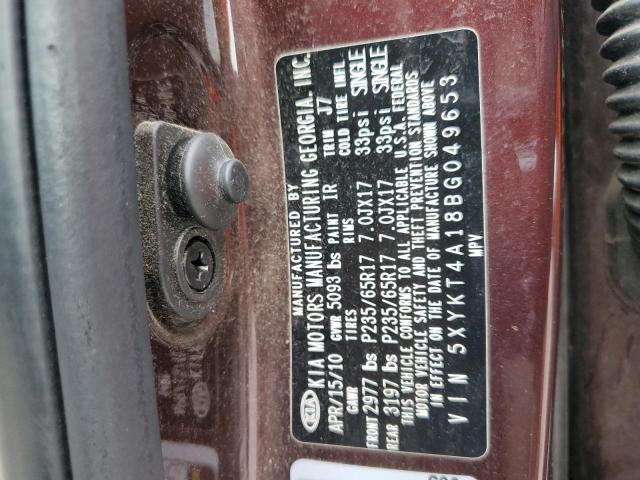 MANUFACTURED BY
KIA KIA MOTORS MANUFACTURING GEORGIA. INC.
APR/15/10 GVWR 5093 lbs PAINT IR TRIM J7
GAWR TIRES RIMS COLD TIRE INFL
FRONT 2977 lbs P235/65R17 7.0JX17 33psi SINGLE
REAR 3197 lbs P235/65R17 7.0JX17 33psi SINGLE
THIS VEHICLE CONFORMS TO ALL APPLICABLE U.S.A. FEDERAL
MOTOR VEHICLE SAFETY AND THEFT PREVENTION STANDARDS
IN EFFECT ON THE DATE OF MANUFACTURE SHOWN ABOVE
VIN 5XYKT4A18BG049653
MPV